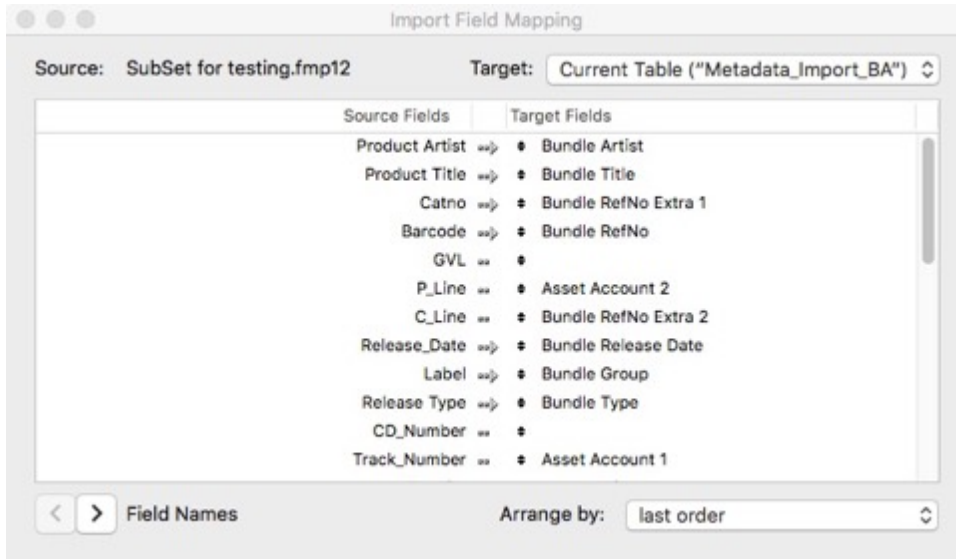 Import Field Mapping
Source: SubSet for testing.fmp12 Target: Current Table ("Metadata_Import_BA")
Source Fields Target Fields
Product Artist Bundle Artist
Product Title Bundle Title
Catno Bundle RefNo Extra 1
Barcode Bundle RefNo
GVL
P_Line Asset Account 2
C_Line Bundle RefNo Extra 2
Release_Date Bundle Release Date
Label Bundle Group
Release Type Bundle Type
CD_Number
Track_Number Asset Account 1
< > Field Names Arrange by: last order